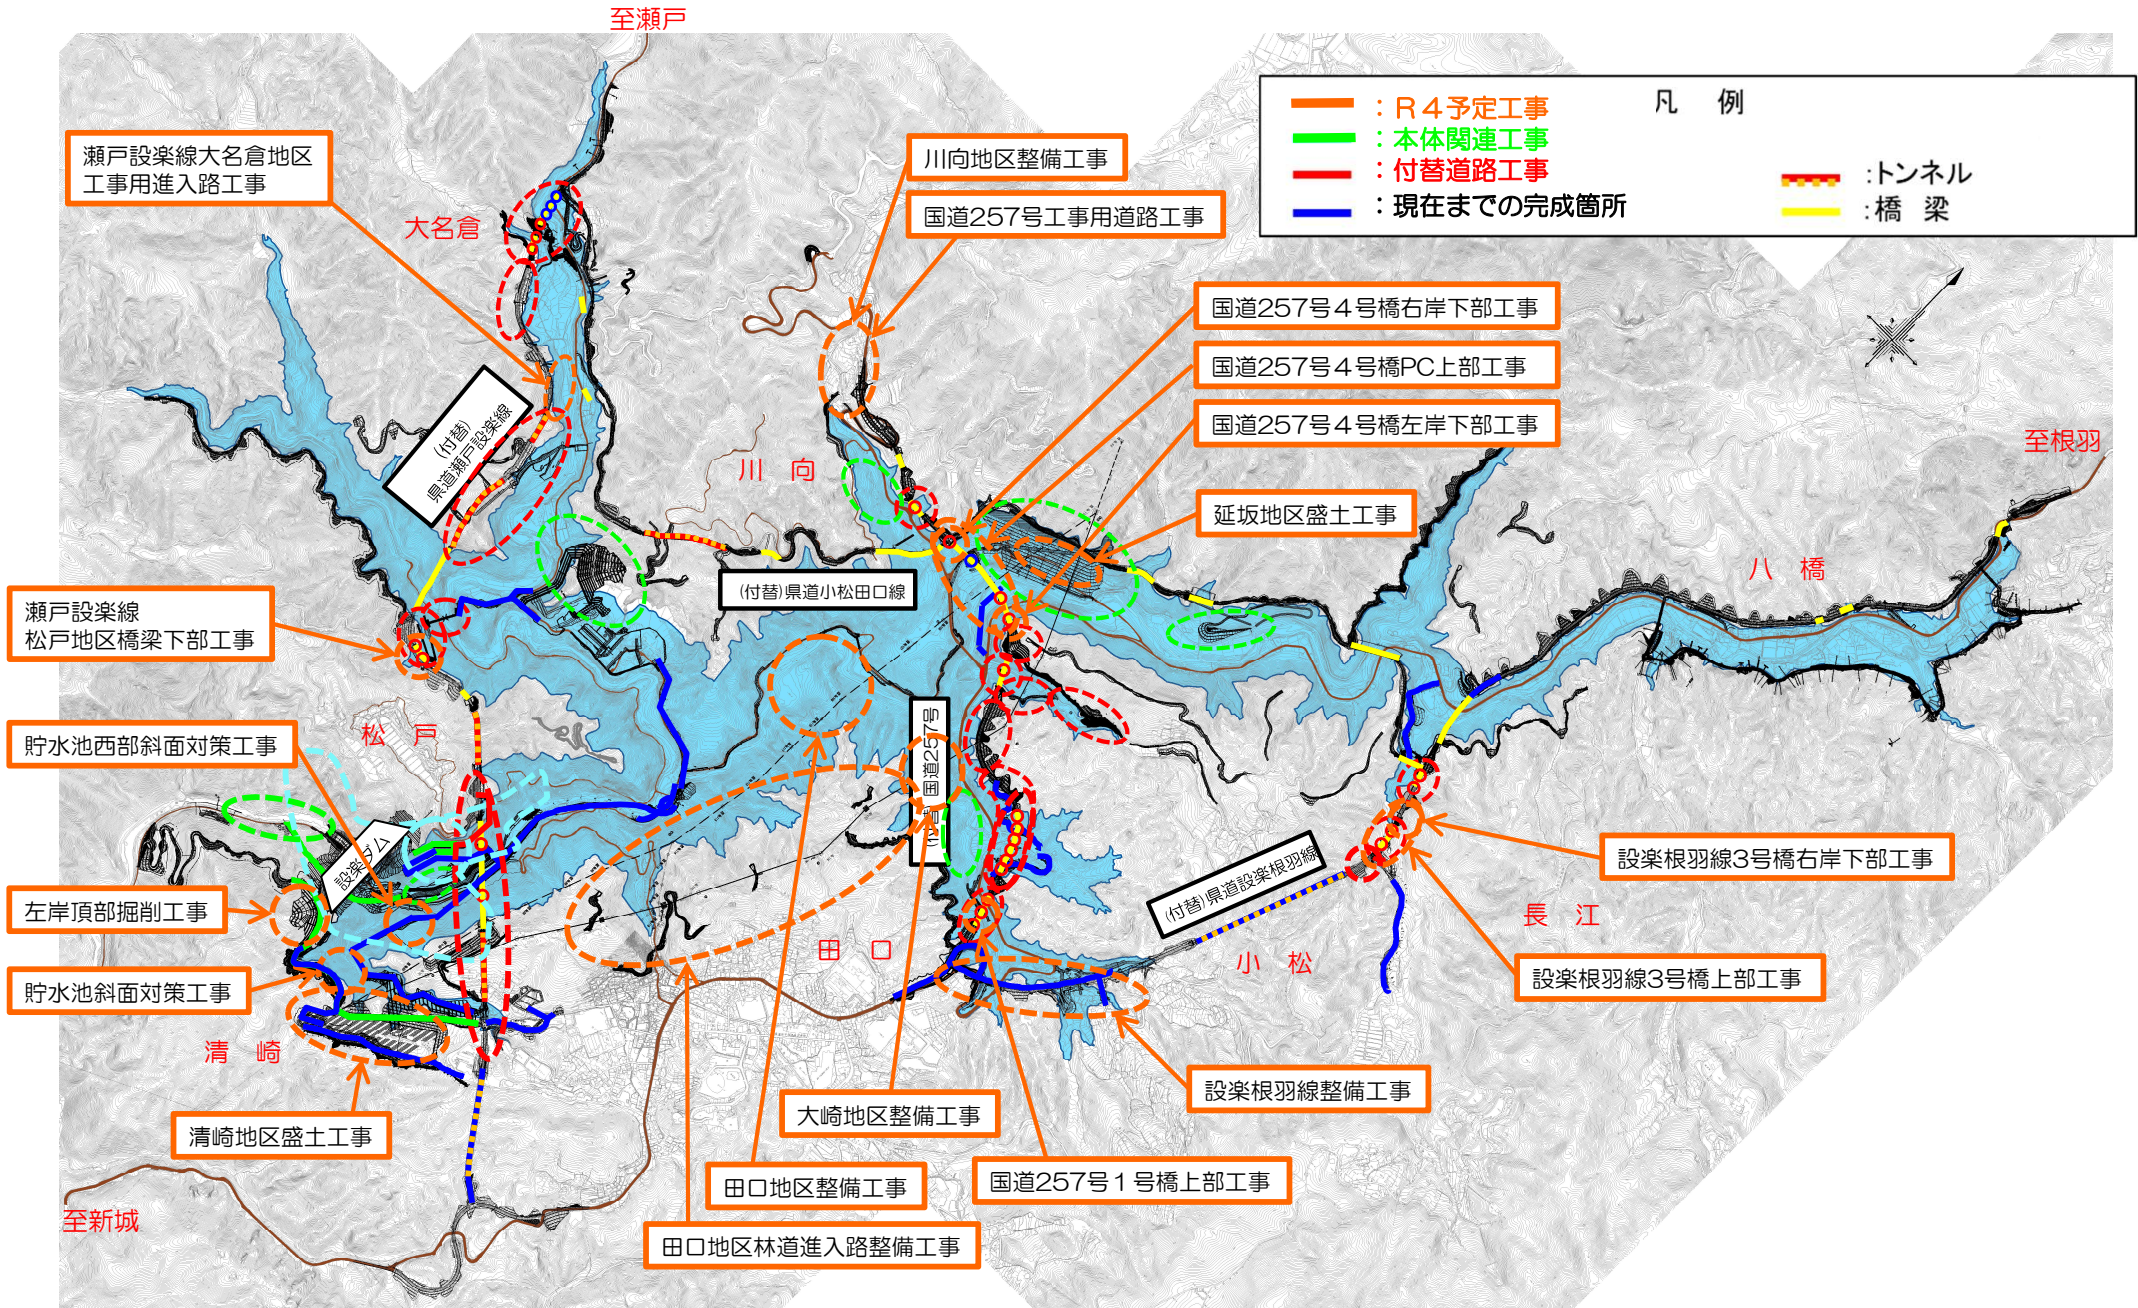 至瀬戸
凡 例
：Ｒ４予定工事
：本体関連工事
：付替道路工事
：現在までの完成箇所
:トンネル
:橋 梁
瀬戸設楽線大名倉地区
工事用進入路工事
川向地区整備工事
国道257号工事用道路工事
大名倉
国道257号４号橋右岸下部工事
国道257号４号橋PC上部工事
国道257号４号橋左岸下部工事
(付替)
県道瀬戸設楽線
至根羽
川 向
延坂地区盛土工事
八 橋
(付替)県道小松田口線
瀬戸設楽線
松戸地区橋梁下部工事
松 戸
貯水池西部斜面対策工事
(付替) 国道257号
設楽ダム
設楽根羽線3号橋右岸下部工事
(付替)県道設楽根羽線
左岸頂部掘削工事
長 江
田 口
小 松
設楽根羽線3号橋上部工事
貯水池斜面対策工事
清 崎
設楽根羽線整備工事
大崎地区整備工事
清崎地区盛土工事
田口地区整備工事
国道257号１号橋上部工事
至新城
田口地区林道進入路整備工事